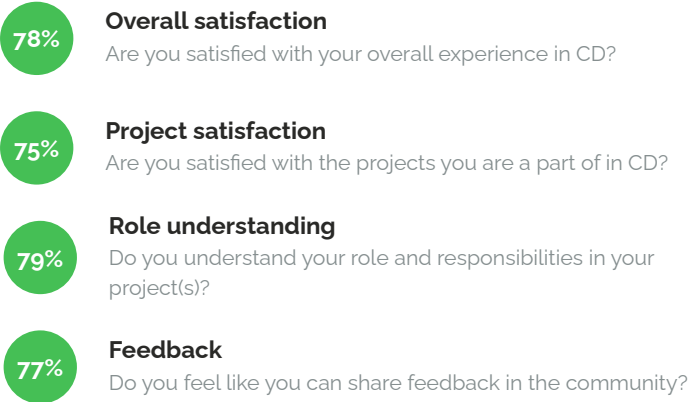 78%
Overall satisfaction
Are you satisfied with your overall experience in CD?
75%
Project satisfaction
Are you satisfied with the projects you are a part of in CD?
79%
Role understanding
Do you understand your role and responsibilities in your
project(s)?
77%
Feedback
Do you feel like you can share feedback in the community?